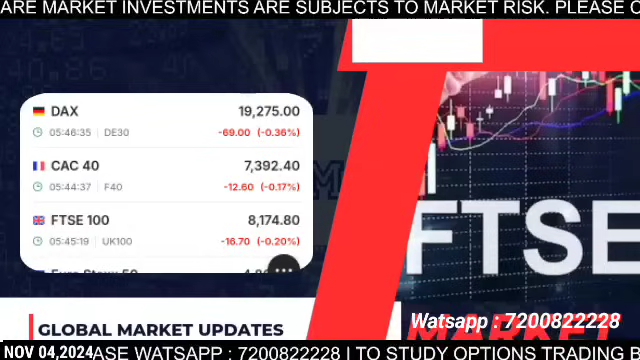 ARE MARKET INVESTMENTS ARE SUBJECTS TO MARKET RISK. PLEASE
DAX 19,275.00
05:46:35 | DE30 -69.00 (-0.36%)
CAC 40 7,392.40
05:44:37 | F40 -12.60 (-0.17%)
FTSE 100 8,174.80
05:45:19 | UK100 -16.70 (-0.20%)
FTSE
MARKET
Watsapp : 7200822228
GLOBAL MARKET UPDATES
NOV 04,2024
ASE WATSAPP : 7200822228 | TO STUDY OPTIONS TRADING